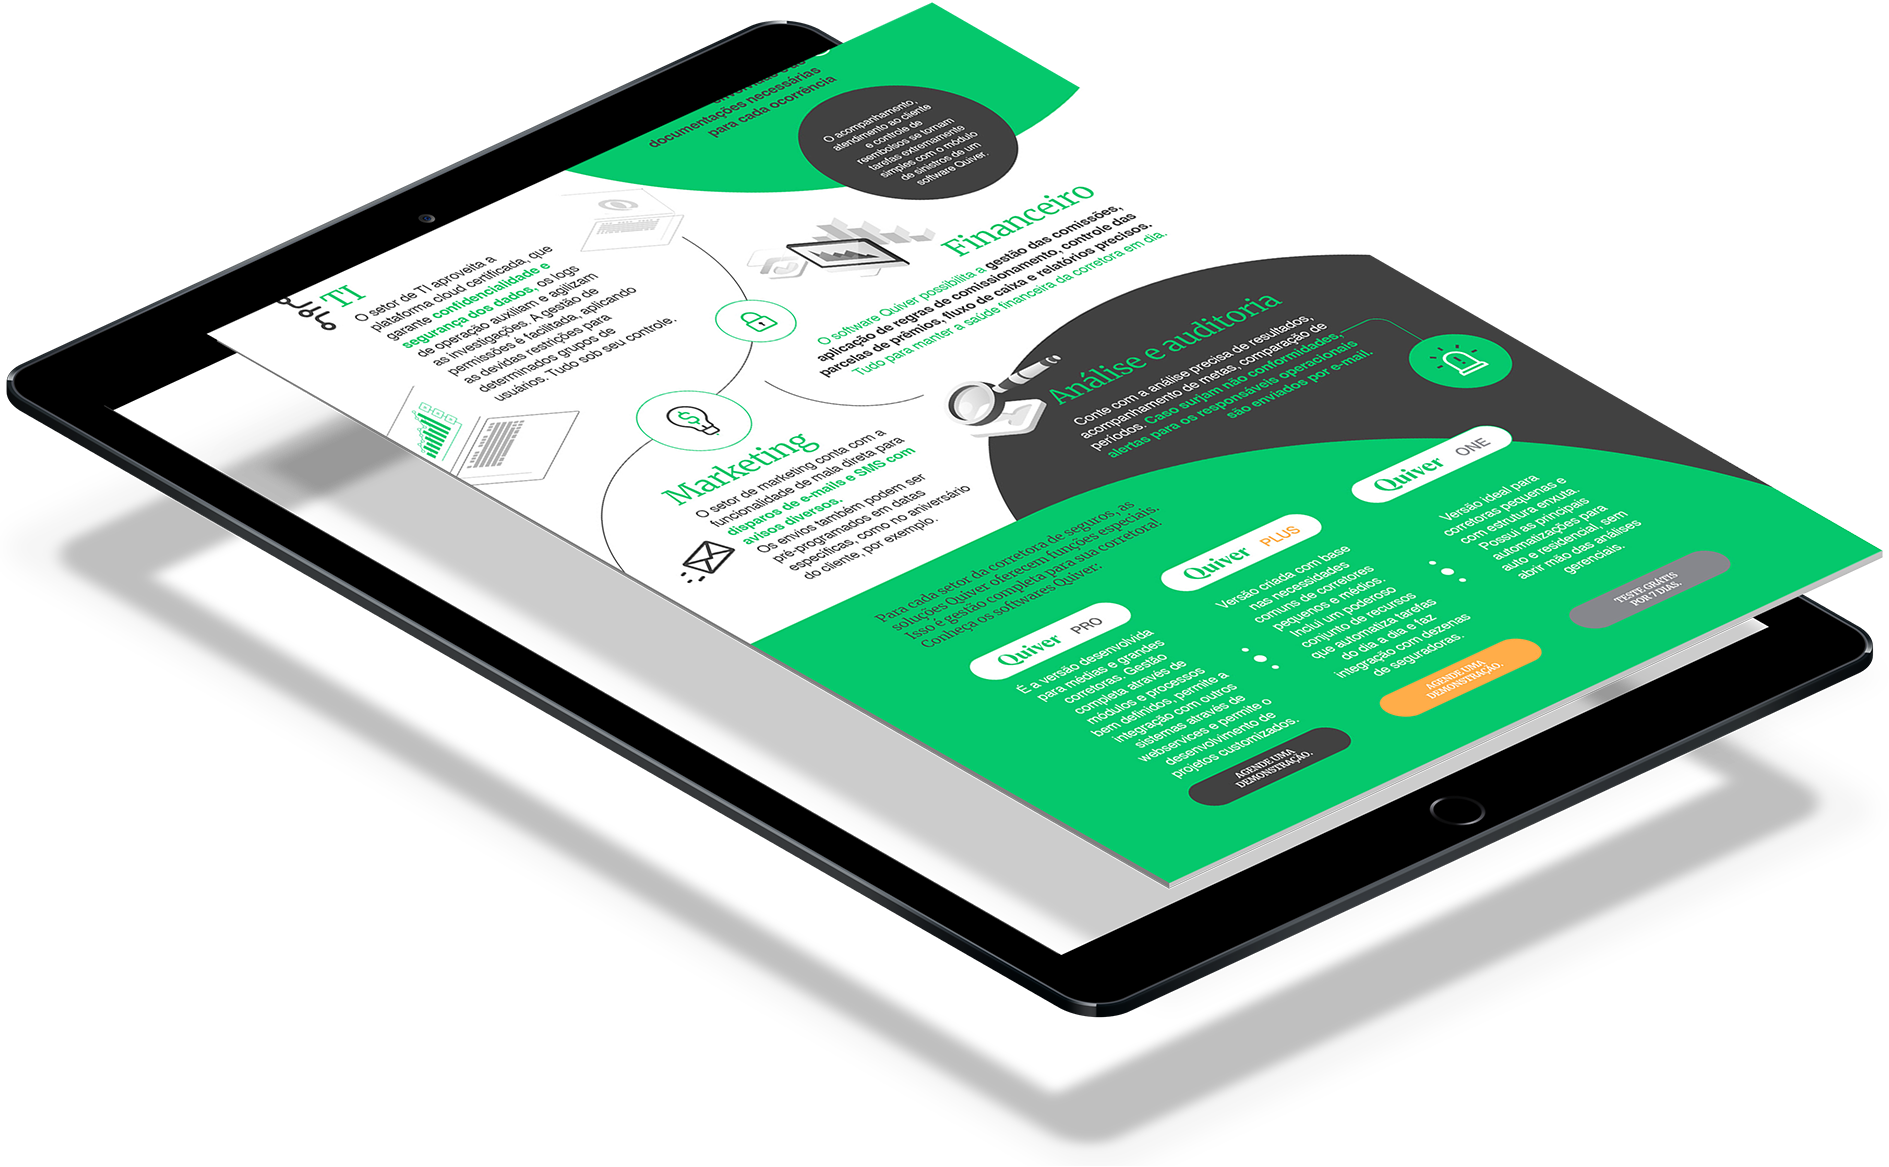 documentações necessárias
para cada ocorrência
O acompanhamento,
atendimento ao cliente
e controle de
reembolsos se tornam
tarefas extremamente
simples com o módulo
de sinistros de um
software Quiver.
TI
O setor de TI aproveita a
plataforma cloud certificada, que
garante confidencialidade e
segurança dos dados, os logs
de operação auxiliam e agilizam
as investigações. A gestão de
permissões é facilitada, aplicando
as devidas restrições para
determinados grupos de
usuários. Tudo sob seu controle.
Financeiro
O software Quiver possibilita a gestão das comissões,
aplicação de regras de comissionamento, controle das
parcelas de prêmios, fluxo de caixa e relatórios precisos.
Tudo para manter a saúde financeira da corretora em dia.
Análise e auditoria
Conte com a análise precisa de resultados,
acompanhamento de metas, comparação de
períodos. Caso surjam não conformidades,
alertas para os responsáveis operacionais
são enviados por e-mail.
$
Marketing
O setor de marketing conta com a
funcionalidade de mala direta para
disparos de e-mails e SMS com
avisos diversos.
Os envios também podem ser
pré-programados em datas
específicas, como no aniversário
do cliente, por exemplo.
Para cada setor da corretora de seguros, as
soluções Quiver oferecem funções especiais.
Isso é gestão completa para sua corretora!
Conheça os softwares Quiver:
Quiver PRO
É a versão desenvolvida
para médias e grandes
corretoras. Gestão
completa através de
módulos e processos
bem definidos, permite a
integração com outros
sistemas através de
webservices e permite o
desenvolvimento de
projetos customizados.
AGENDE UMA
DEMONSTRAÇÃO.
Quiver PLUS
Versão criada com base
nas necessidades
comuns de corretores
pequenos e médios.
Inclui um poderoso
conjunto de recursos
que automatiza tarefas
do dia a dia e faz
integração com dezenas
de seguradoras.
AGENDE UMA
DEMONSTRAÇÃO.
Quiver ONE
Versão ideal para
corretoras pequenas e
com estrutura enxuta.
Possui as principais
automatizações para
auto e residencial, sem
abrir mão das análises
gerenciais.
TESTE GRÁTIS
POR 7 DIAS.